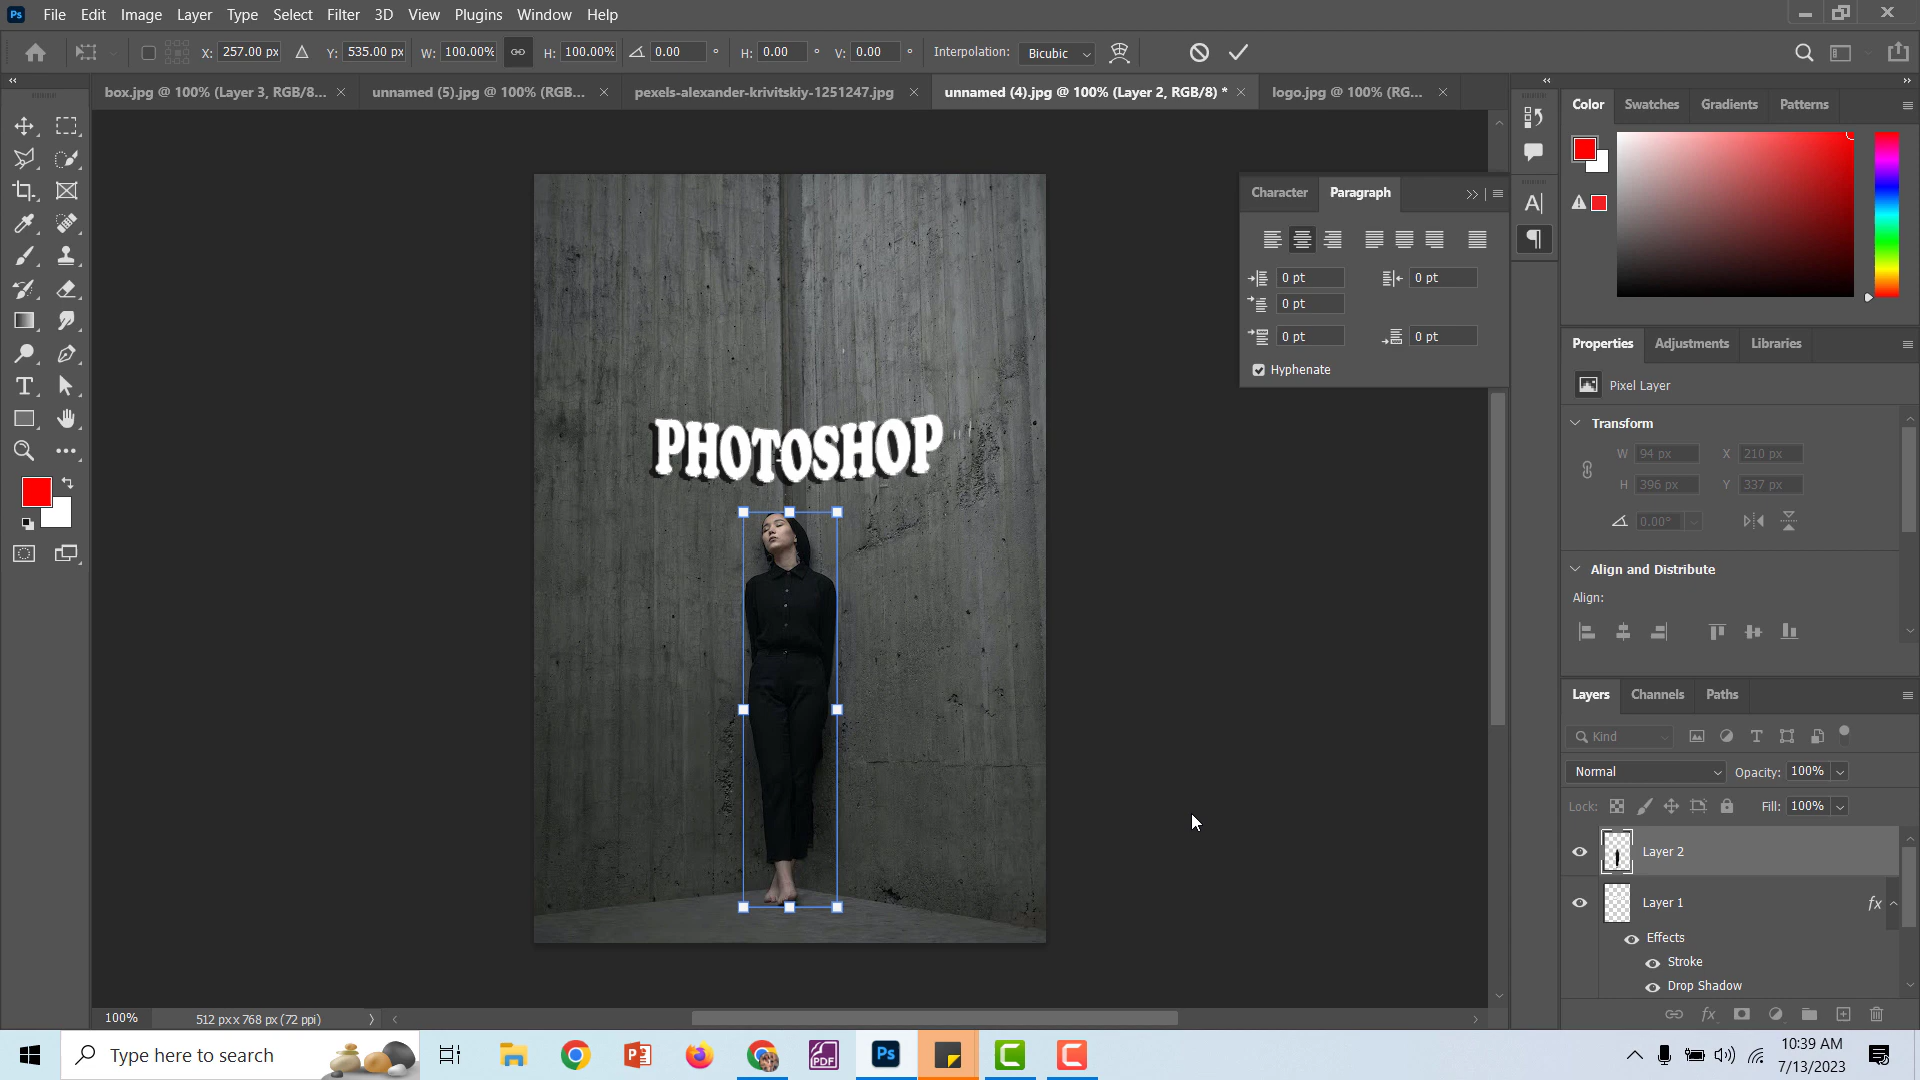 Ps File Edit Image Layer Type Select Filter 3D View Plugins Window Help
X: 257.00 px Y: 535.00 px W: 100.00% H: 100.00% 0.00 ° H: 0.00 ° V: 0.00 ° Interpolation: Bicubic
box.jpg @ 100% (Layer 3, RGB/8... unnamed (5).jpg @ 100% (RGB... pexels-alexander-krivitskiy-1251247.jpg unnamed (4).jpg @ 100% (Layer 2, RGB/8) * logo.jpg @ 100% (RG...
Color Swatches Gradients Patterns
Character Paragraph
0 pt 0 pt
0 pt
0 pt 0 pt
Hyphenate
Properties Adjustments Libraries
Pixel Layer
Transform
W 94 px X 210 px
H 396 px Y 337 px
0.00°
PHOTOSHOP
Align and Distribute
Align:
Layers Channels Paths
Kind
Normal Opacity: 100%
Lock: Fill: 100%
Layer 2
Layer 1 fx
Effects
Stroke
Drop Shadow
100% 512 px x 768 px (72 ppi)
Type here to search
PDF
Ps
10:39 AM
7/13/2023